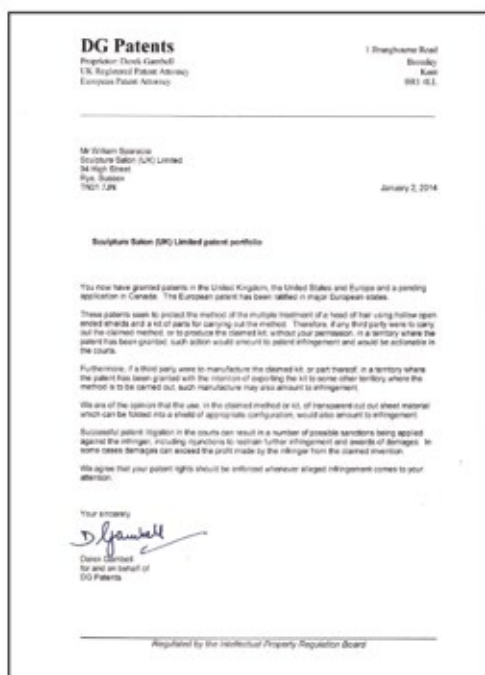 DG Patents
Proprietor: Derek Gambell
UK Registered Patent Attorney
European Patent Attorney
1 Road
Bromley
Kent
BR1 4LL
Mr William
Sculpture Salon (UK) Limited
94 High Street
Rye, Sussex
TN31 7JN
January 2, 2014
Sculpture Salon (UK) Limited patent portfolio
You now have granted patents in the United Kingdom, the United States and Europe and a pending
application in Canada. The European patent has been ratified in major European states.
These patents seek to protect the method of the multiple treatment of a head of hair using hollow open
ended shields and a kit of parts for carrying out the method. Therefore, if any third party were to carry
out the claimed method, or to produce the claimed kit, without your permission, in a territory where the
patent has been granted, such action would amount to patent infringement and would be actionable in
the courts.
Furthermore, if a third party were to manufacture the claimed kit, or part thereof, in a territory where
the patent has been granted with the intention of exporting the kit to some other territory where the
method is to be carried out, such manufacture may also amount to infringement.
We are of the opinion that the use, in the claimed method or kit, of transparent cut out sheet material
which can be folded into a shield of appropriate configuration, would also amount to infringement.
Successful patent litigation in the courts can result in a number of possible sanctions being applied
against the infringer, including injunctions to restrain further infringement and awards of damages. In
some cases damages can exceed the profit made by the infringer from the claimed invention.
We agree that your patent rights should be enforced whenever alleged infringement comes to your
attention.
Your sincerely
D Gambell
Derek Gambell
for and on behalf of
DG Patents
Regulated by the Intellectual Property Regulation Board